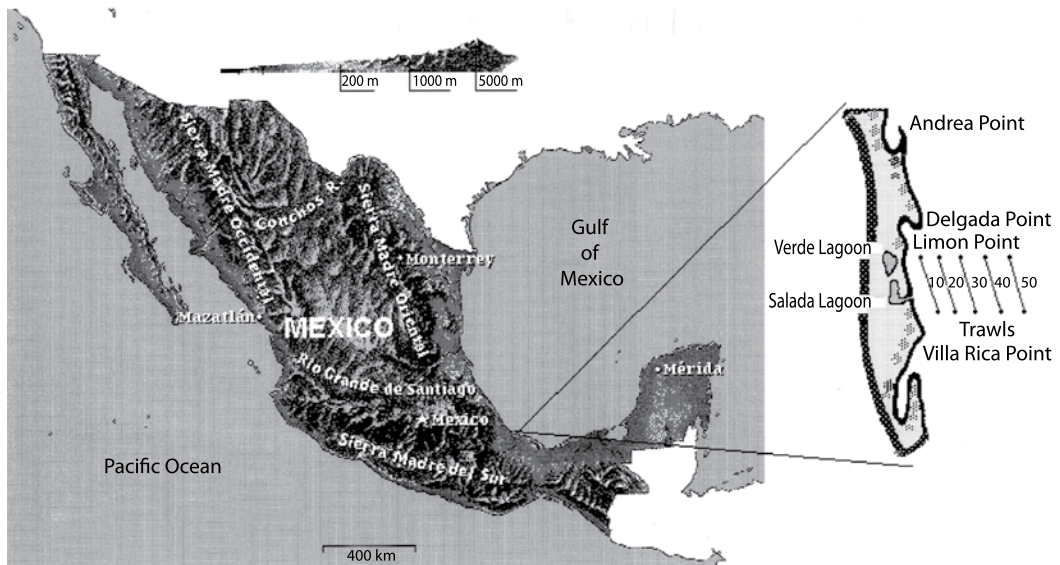 200 m
1000 m
5000 m
Andrea Point
Sierra Madre Occidental
Conchos R.
Sierra Madre Oriental
Delgada Point
Gulf
of
Mexico
Limon Point
Verde Lagoon
Monterrey
10 20 30 40 50
Salada Lagoon
Mazatlán
MEXICO
Trawls
Villa Rica Point
Río Grande de Santiago
Mérida
Mexico
Sierra Madre del Sur
Pacific Ocean
400 km